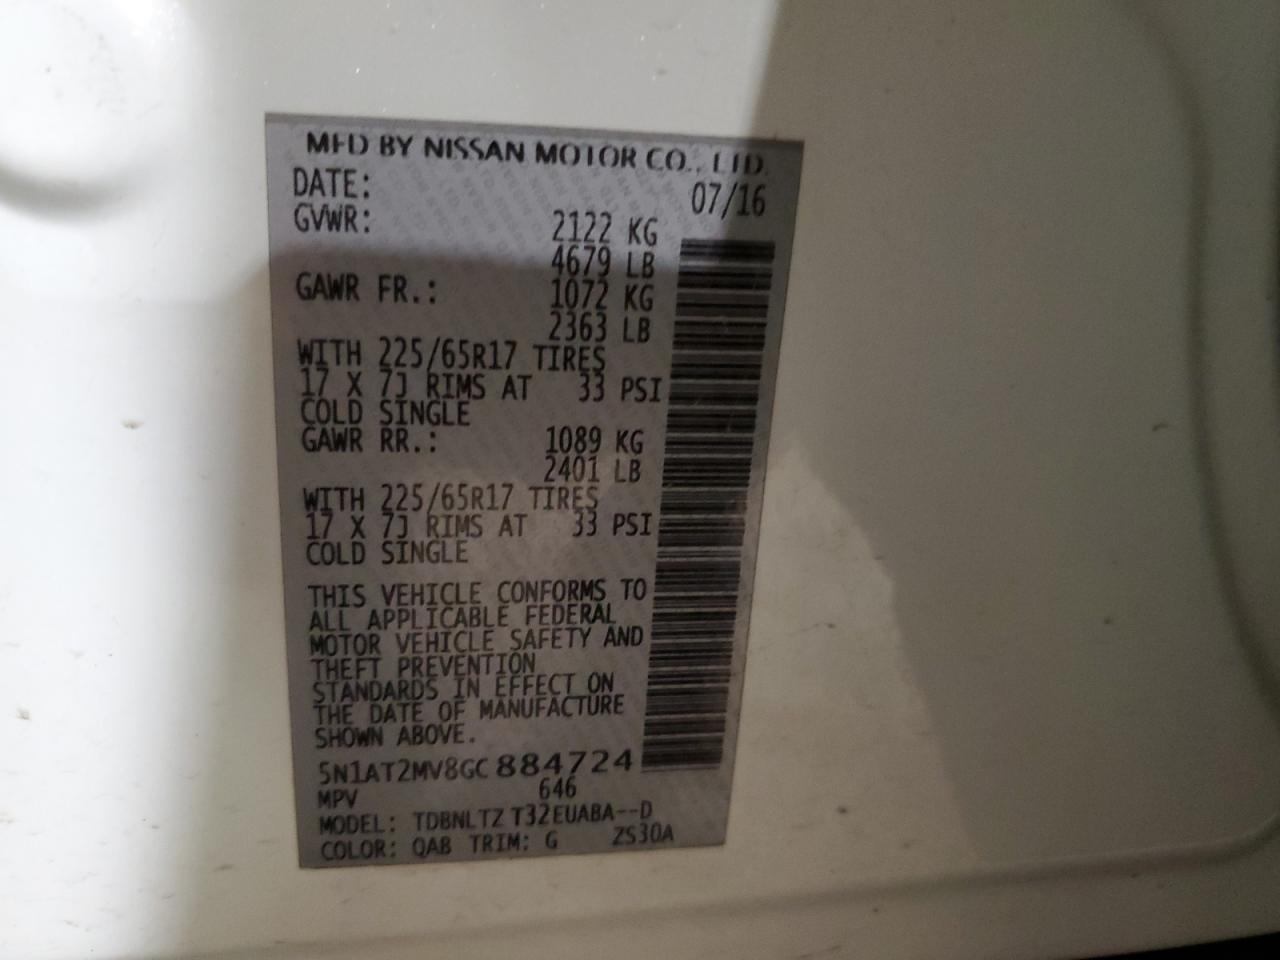 MFD BY NISSAN MOTOR CO., LTD.
DATE: 07/16
GVWR: 2122 KG
4679 LB
GAWR FR.: 1072 KG
2363 LB
WITH 225/65R17 TIRES
17 X 7J RIMS AT 33 PSI
COLD SINGLE
GAWR RR.: 1089 KG
2401 LB
WITH 225/65R17 TIRES
17 X 7J RIMS AT 33 PSI
COLD SINGLE
THIS VEHICLE CONFORMS TO
ALL APPLICABLE FEDERAL
MOTOR VEHICLE SAFETY AND
THEFT PREVENTION
STANDARDS IN EFFECT ON
THE DATE OF MANUFACTURE
SHOWN ABOVE.
5N1AT2MV8GC884724
MPV 646
MODEL: TDBNLTZ T32EUABA--D
COLOR: QAB TRIM: G ZS30A